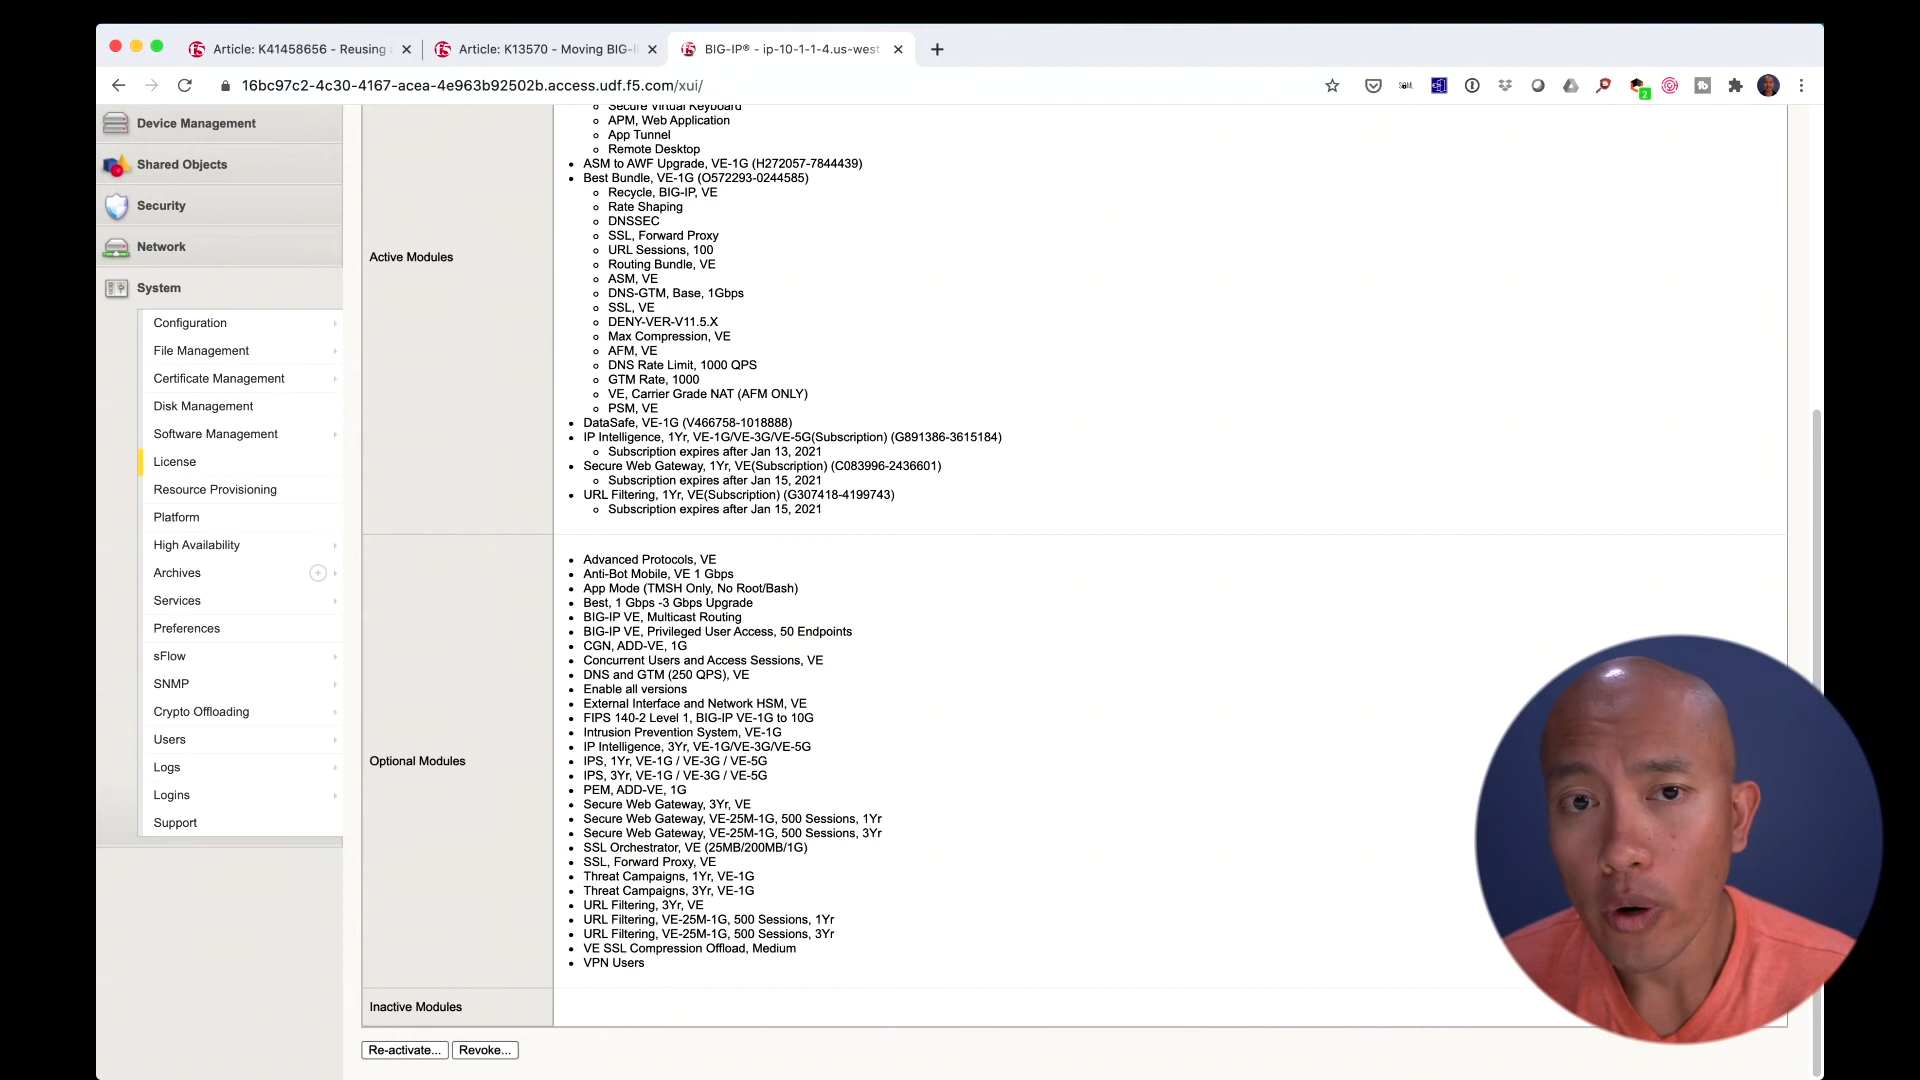 Article: K41458656 - Reusing
Article: K13570 - Moving BIG-I
BIG-IP® - ip-10-1-1-4.us-west
16bc97c2-4c30-4167-acea-4e963b92502b.access.udf.f5.com/xui/
2
Device Management
Shared Objects
Security
Network
System
Configuration
File Management
Certificate Management
Disk Management
Software Management
License
Resource Provisioning
Platform
High Availability
Archives
Services
Preferences
sFlow
SNMP
Crypto Offloading
Users
Logs
Logins
Support
Active Modules
Secure Virtual Keyboard
APM, Web Application
App Tunnel
Remote Desktop
ASM to AWF Upgrade, VE-1G (H272057-7844439)
Best Bundle, VE-1G (O572293-0244585)
Recycle, BIG-IP, VE
Rate Shaping
DNSSEC
SSL, Forward Proxy
URL Sessions, 100
Routing Bundle, VE
ASM, VE
DNS-GTM, Base, 1Gbps
SSL, VE
DENY-VER-V11.5.X
Max Compression, VE
AFM, VE
DNS Rate Limit, 1000 QPS
GTM Rate, 1000
VE, Carrier Grade NAT (AFM ONLY)
PSM, VE
DataSafe, VE-1G (V466758-1018888)
IP Intelligence, 1Yr, VE-1G/VE-3G/VE-5G(Subscription) (G891386-3615184)
Subscription expires after Jan 13, 2021
Secure Web Gateway, 1Yr, VE(Subscription) (C083996-2436601)
Subscription expires after Jan 15, 2021
URL Filtering, 1Yr, VE(Subscription) (G307418-4199743)
Subscription expires after Jan 15, 2021
Optional Modules
Advanced Protocols, VE
Anti-Bot Mobile, VE 1 Gbps
App Mode (TMSH Only, No Root/Bash)
Best, 1 Gbps -3 Gbps Upgrade
BIG-IP VE, Multicast Routing
BIG-IP VE, Privileged User Access, 50 Endpoints
CGN, ADD-VE, 1G
Concurrent Users and Access Sessions, VE
DNS and GTM (250 QPS), VE
Enable all versions
External Interface and Network HSM, VE
FIPS 140-2 Level 1, BIG-IP VE-1G to 10G
Intrusion Prevention System, VE-1G
IP Intelligence, 3Yr, VE-1G/VE-3G/VE-5G
IPS, 1Yr, VE-1G / VE-3G / VE-5G
IPS, 3Yr, VE-1G / VE-3G / VE-5G
PEM, ADD-VE, 1G
Secure Web Gateway, 3Yr, VE
Secure Web Gateway, VE-25M-1G, 500 Sessions, 1Yr
Secure Web Gateway, VE-25M-1G, 500 Sessions, 3Yr
SSL Orchestrator, VE (25MB/200MB/1G)
SSL, Forward Proxy, VE
Threat Campaigns, 1Yr, VE-1G
Threat Campaigns, 3Yr, VE-1G
URL Filtering, 3Yr, VE
URL Filtering, VE-25M-1G, 500 Sessions, 1Yr
URL Filtering, VE-25M-1G, 500 Sessions, 3Yr
VE SSL Compression Offload, Medium
VPN Users
Inactive Modules
Re-activate...
Revoke...